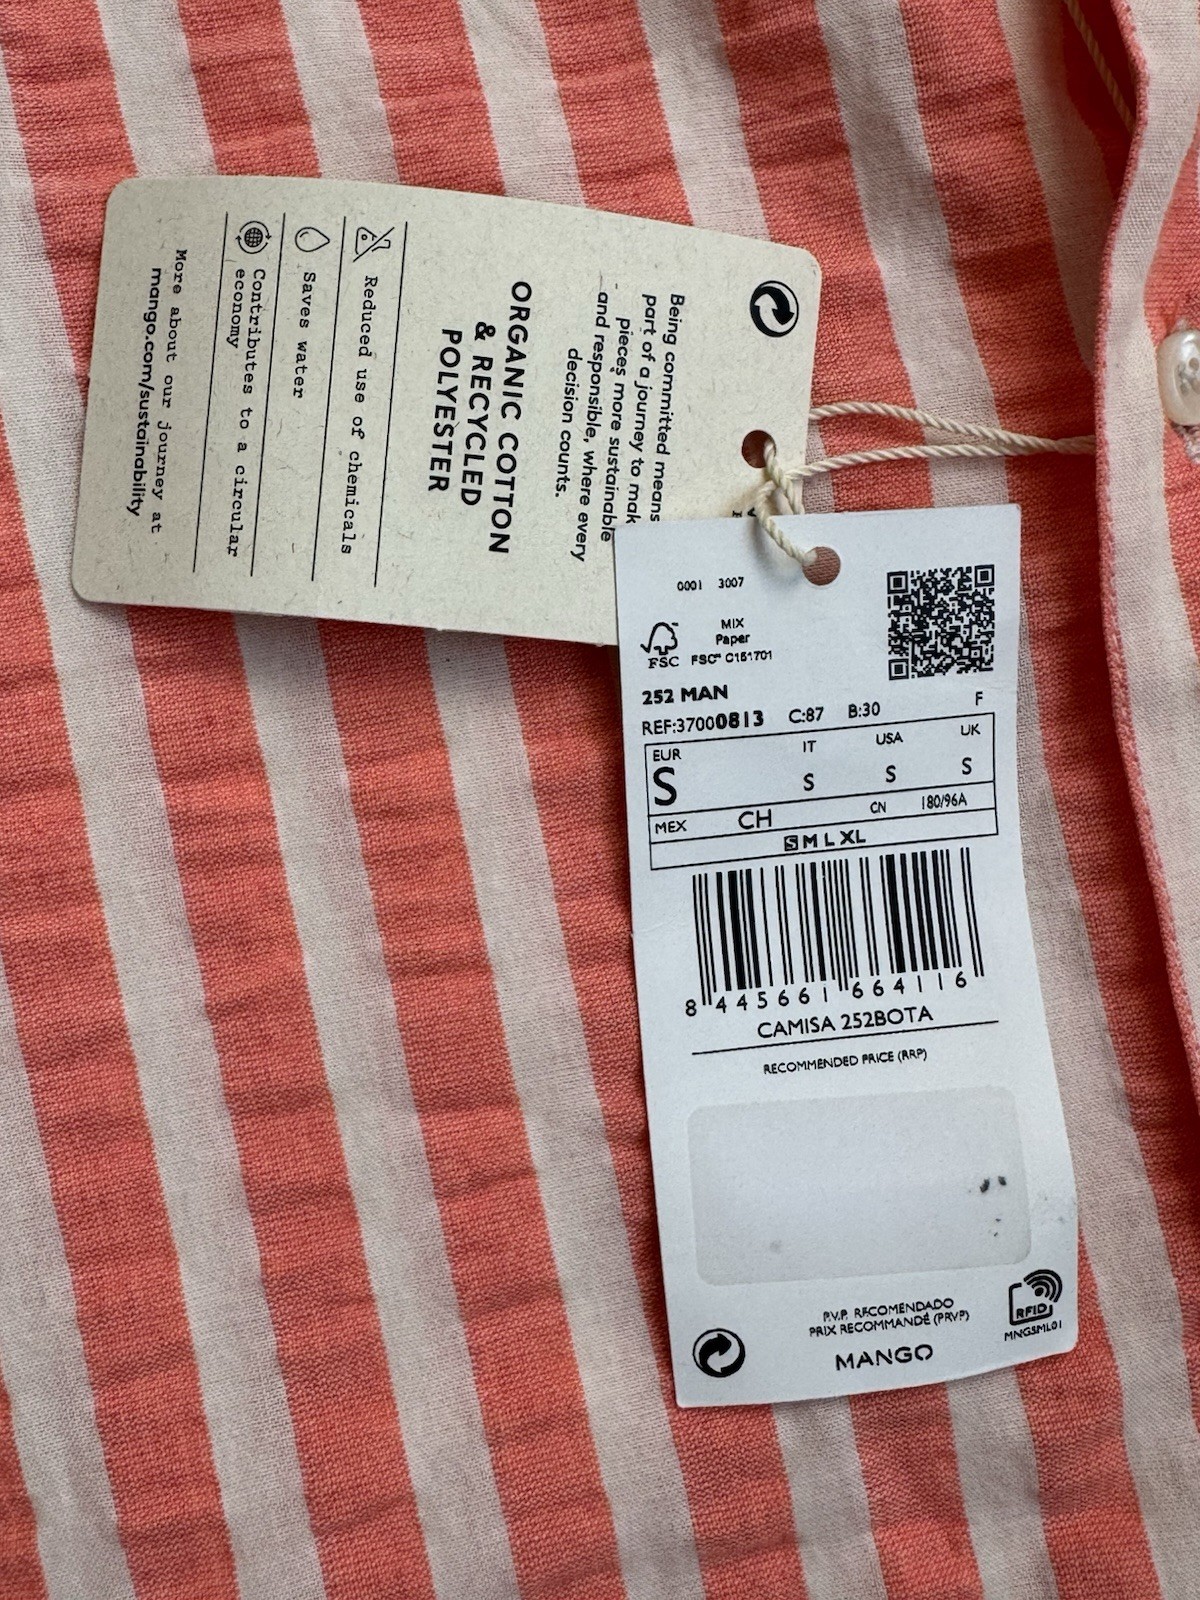 Being committed means
part of a journey to mak
pieces more sustainable
and responsible, where every
decision counts.
ORGANIC COTTON
& RECYCLED
POLYESTER
Reduced use of chemicals
Saves water
Contributes to a circular
economy
More about our journey at
mango.com/sustainability
0001 3007
MIX
Paper
FSC FSC™ C151701
252 MAN
REF:37000813 C:87 B:30 F
EUR IT USA UK
S S S S
MEX CH CN 180/96A
S M L XL
8 445661 664116
CAMISA 252BOTA
RECOMMENDED PRICE (RRP)
P.V.P. RECOMENDADO
PRIX RECOMMANDÉ (PRVP)
RFID
MNGSML01
MANGO